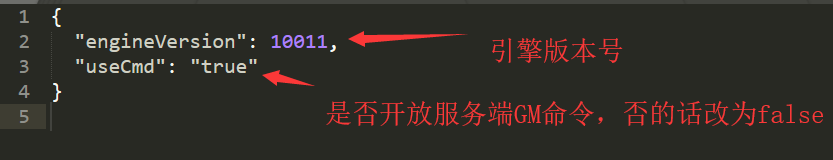 1 {
2 "engineVersion": 10011,
引擎版本号
3 "useCmd": "true"
4 }
是否开放服务端GM命令，否的话改为false
5